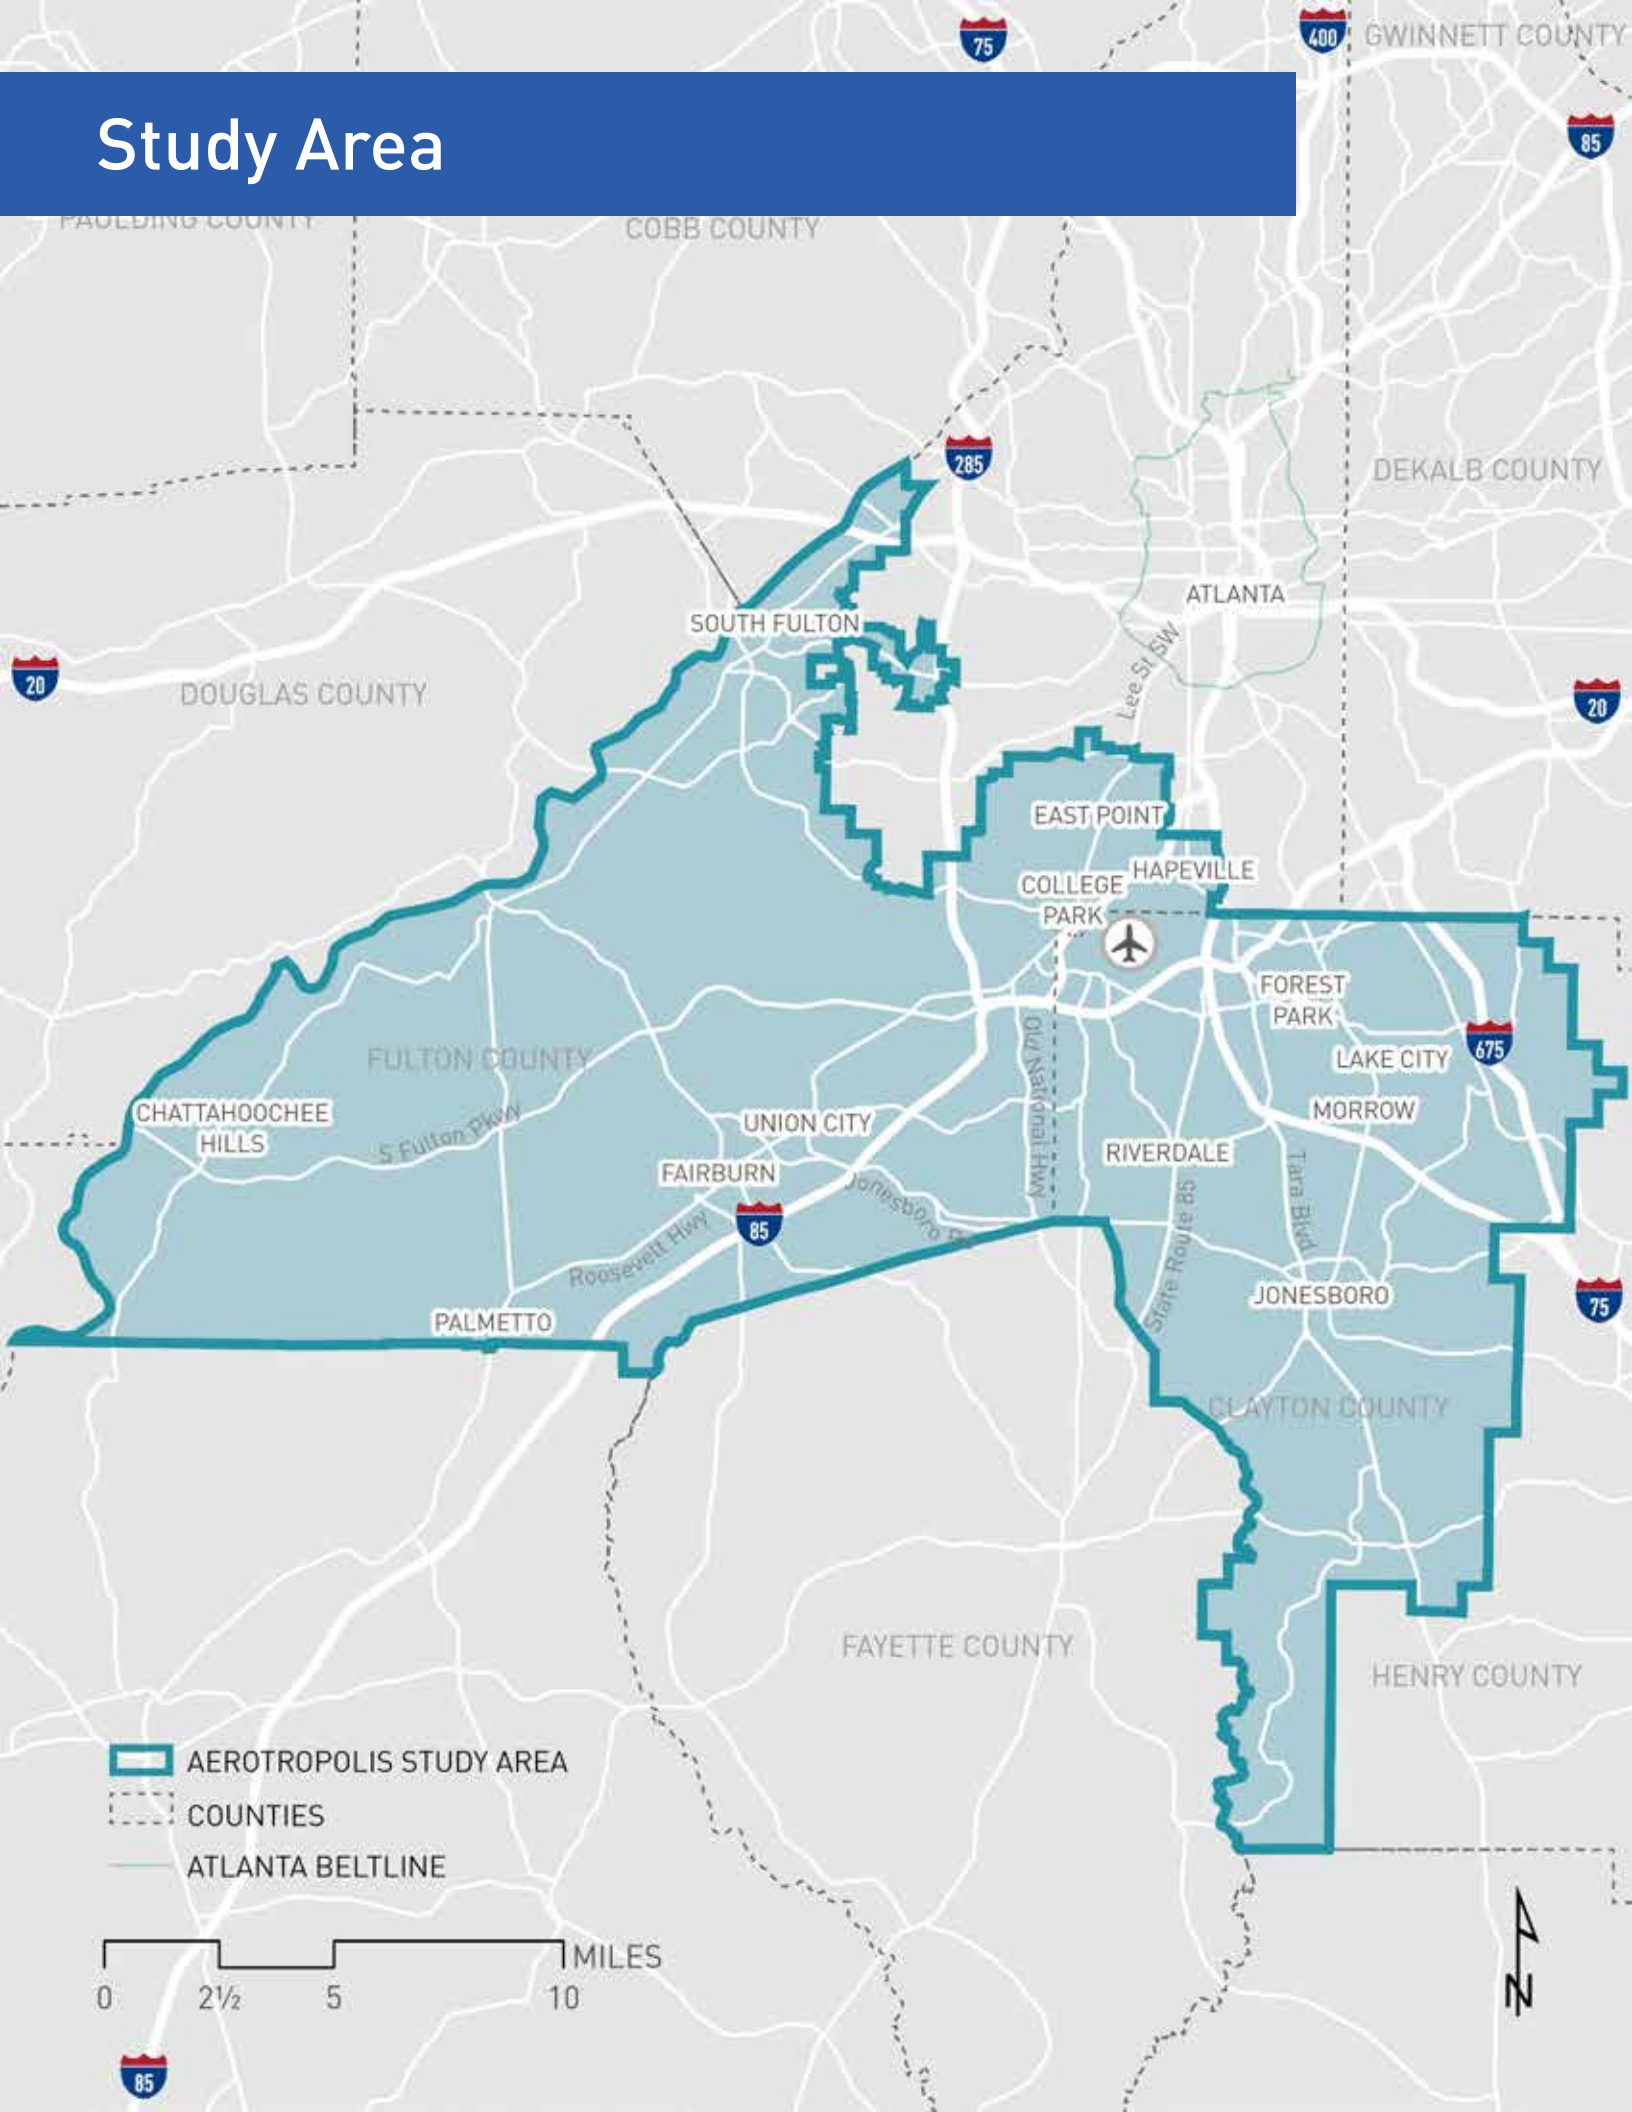 75
400
GWINNETT COUNTY
Study Area
85
PAULDING COUNTY
COBB COUNTY
285
DEKALB COUNTY
ATLANTA
SOUTH FULTON
Lee St SW
20
DOUGLAS COUNTY
20
EAST POINT
HAPEVILLE
COLLEGE
PARK
FOREST
PARK
Old National Hwy
675
FULTON COUNTY
LAKE CITY
CHATTAHOOCHEE
HILLS
S Fulton Pkwy
UNION CITY
MORROW
RIVERDALE
FAIRBURN
Tara Blvd
State Route 85
Jonesboro Rd
85
Roosevelt Hwy
JONESBORO
75
PALMETTO
CLAYTON COUNTY
FAYETTE COUNTY
HENRY COUNTY
AEROTROPOLIS STUDY AREA
COUNTIES
ATLANTA BELTLINE
MILES
0 2½ 5 10
N
85